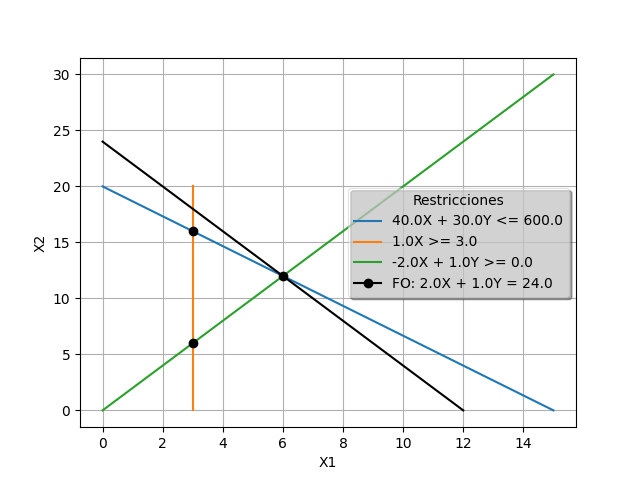 30
25
20
15
10
5
0
X2
Restricciones
40.0X + 30.0Y <= 600.0
1.0X >= 3.0
-2.0X + 1.0Y >= 0.0
FO: 2.0X + 1.0Y = 24.0
0 2 4 6 8 10 12 14
X1